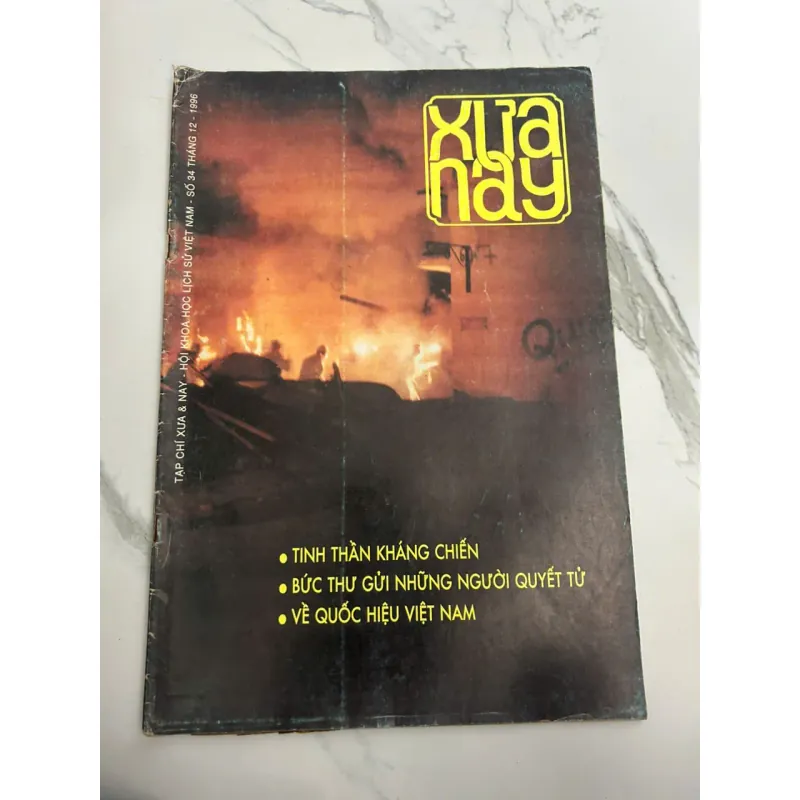 XƯA
NAY
TẠP CHÍ XƯA & NAY - HỘI KHOA HỌC LỊCH SỬ VIỆT NAM - SỐ 34 THÁNG 12 - 1996
• TINH THẦN KHÁNG CHIẾN
• BỨC THƯ GỬI NHỮNG NGƯỜI QUYẾT TỬ
• VỀ QUỐC HIỆU VIỆT NAM